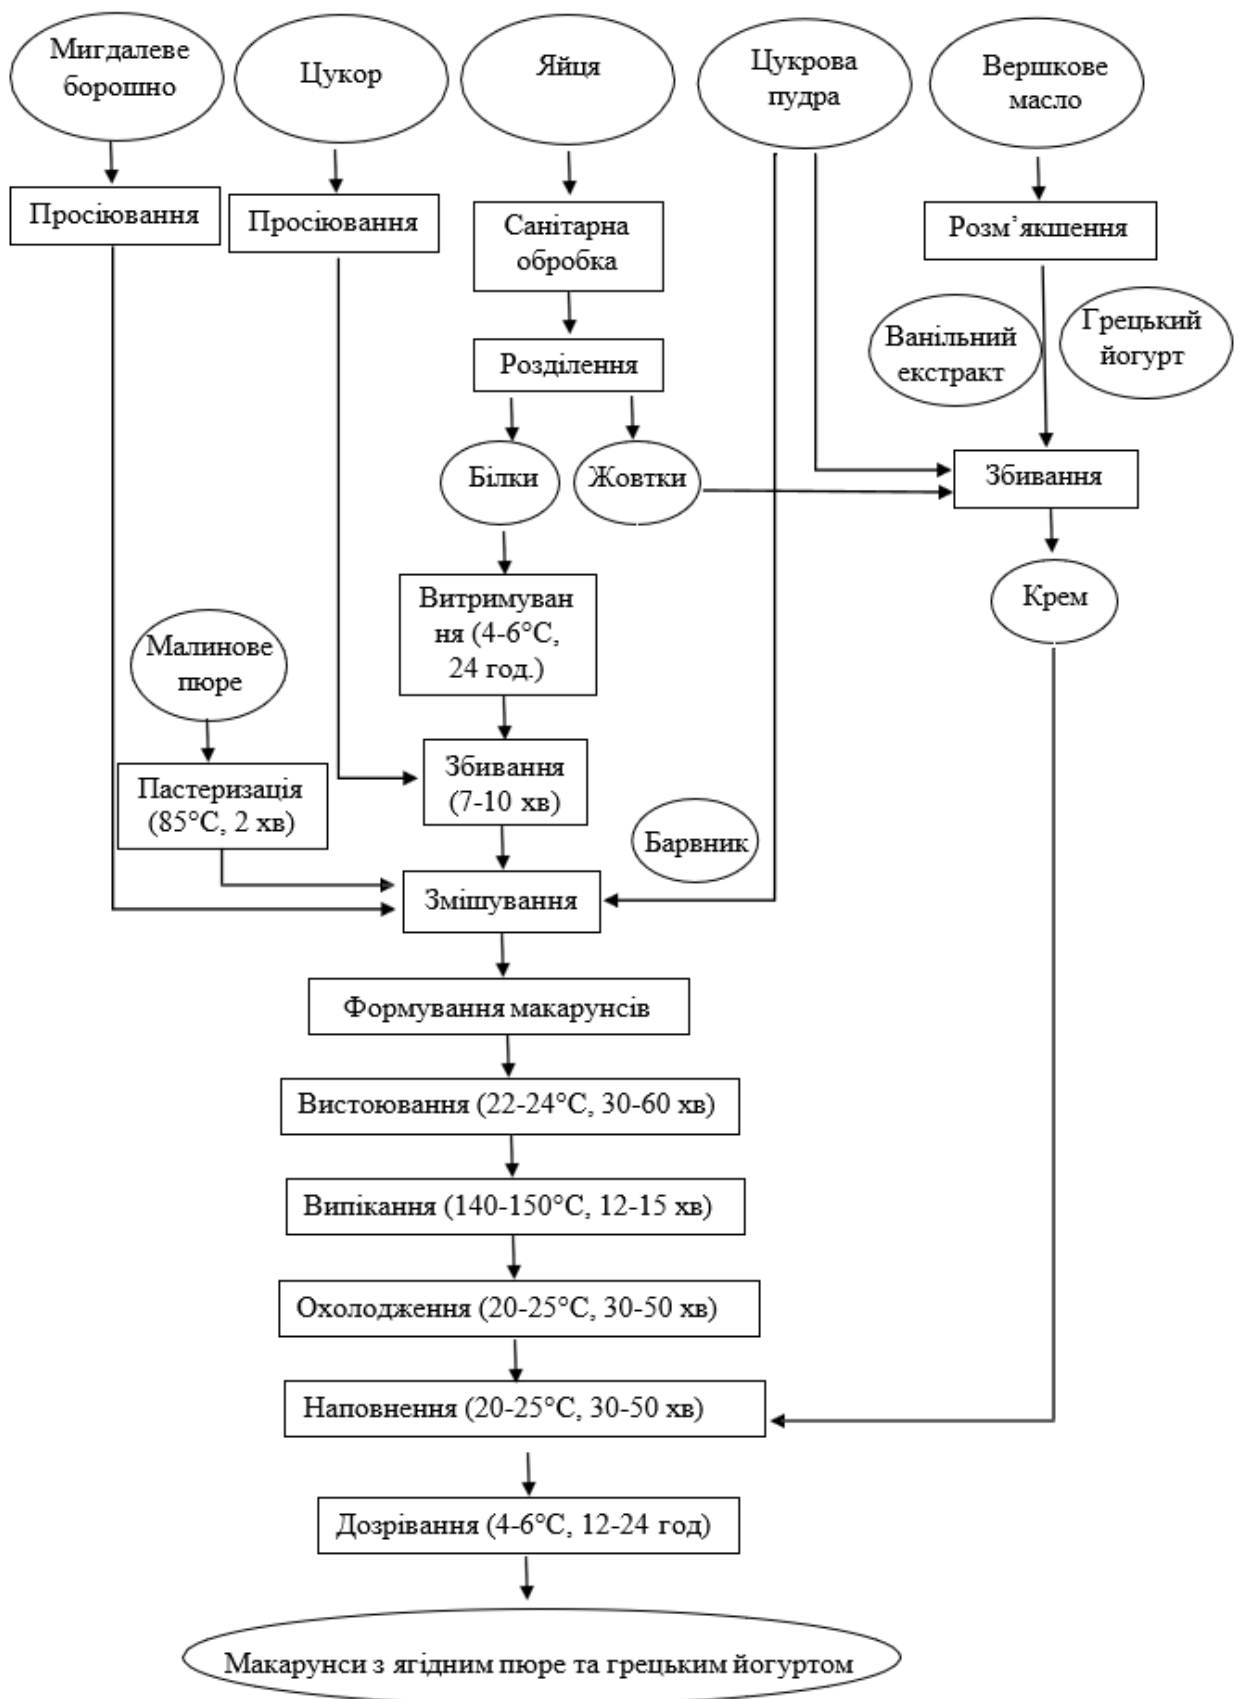 Мигдалеве
борошно
Цукор
Яйця
Цукрова
пудра
Вершкове
масло
Просіювання
Просіювання
Санітарна
обробка
Розм’якшення
Ванільний
екстракт
Грецький
йогурт
Розділення
Білки
Жовтки
Збивання
Витримуван
ня (4-6°C,
24 год.)
Крем
Малинове
пюре
Збивання
(7-10 хв)
Пастеризація
(85°C, 2 хв)
Барвник
Змішування
Формування макарунсів
Вистоювання (22-24°C, 30-60 хв)
Випікання (140-150°C, 12-15 хв)
Охолодження (20-25°C, 30-50 хв)
Наповнення (20-25°C, 30-50 хв)
Дозрівання (4-6°C, 12-24 год)
Макарунси з ягідним пюре та грецьким йогуртом